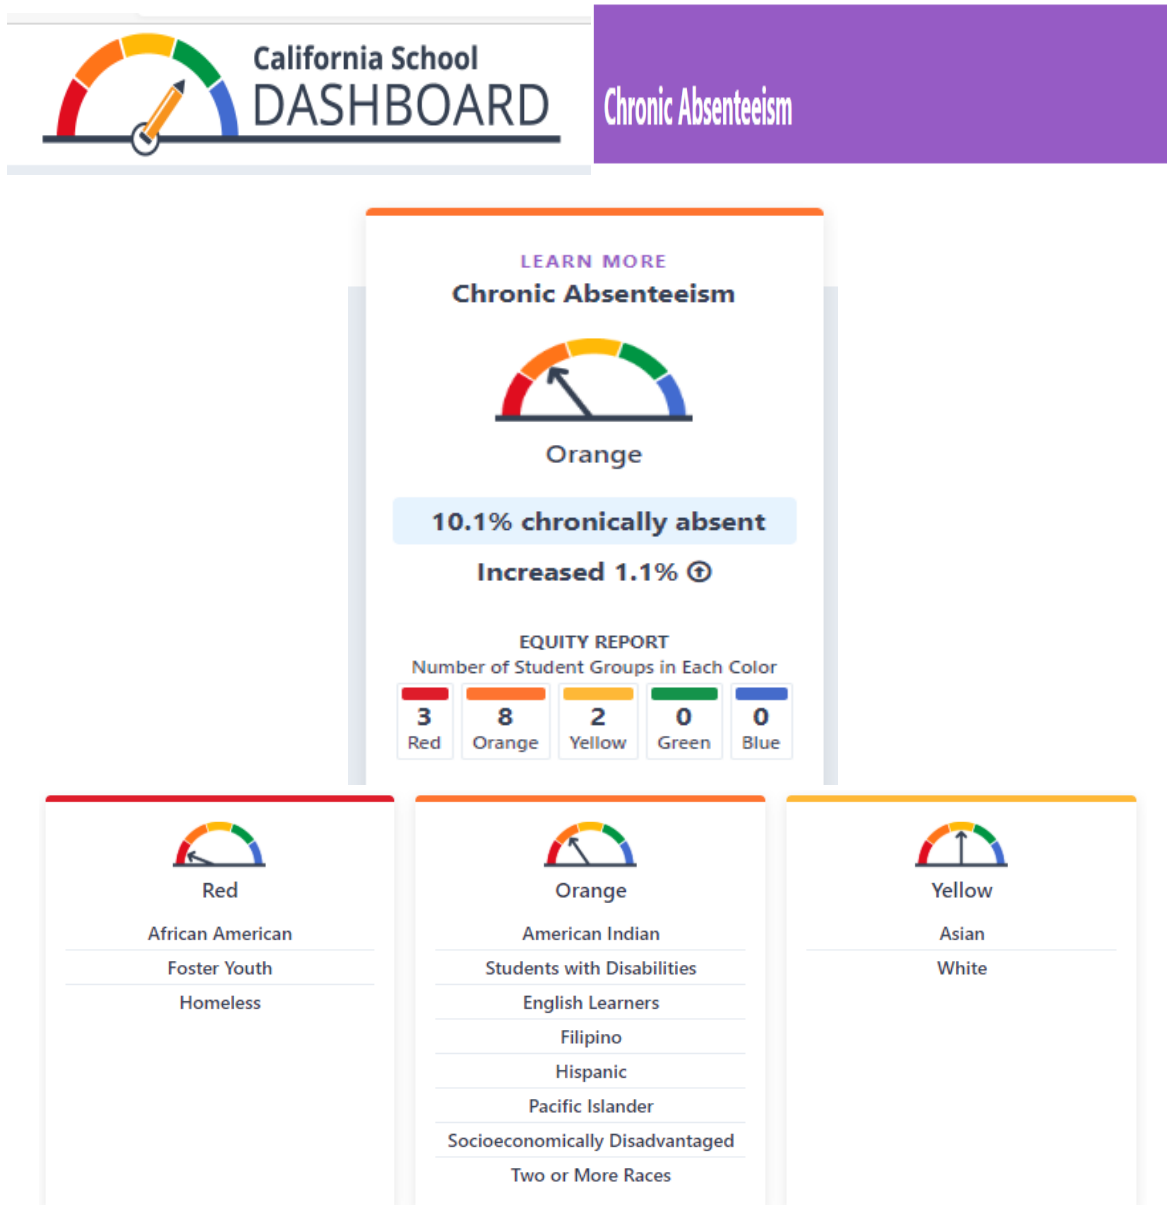 California School
DASHBOARD
Chronic Absenteeism
LEARN MORE
Chronic Absenteeism
Orange
10.1% chronically absent
Increased 1.1%
EQUITY REPORT
Number of Student Groups in Each Color
3 8 2 0 0
Red Orange Yellow Green Blue
Red
African American
Foster Youth
Homeless
Orange
American Indian
Students with Disabilities
English Learners
Filipino
Hispanic
Pacific Islander
Socioeconomically Disadvantaged
Two or More Races
Yellow
Asian
White